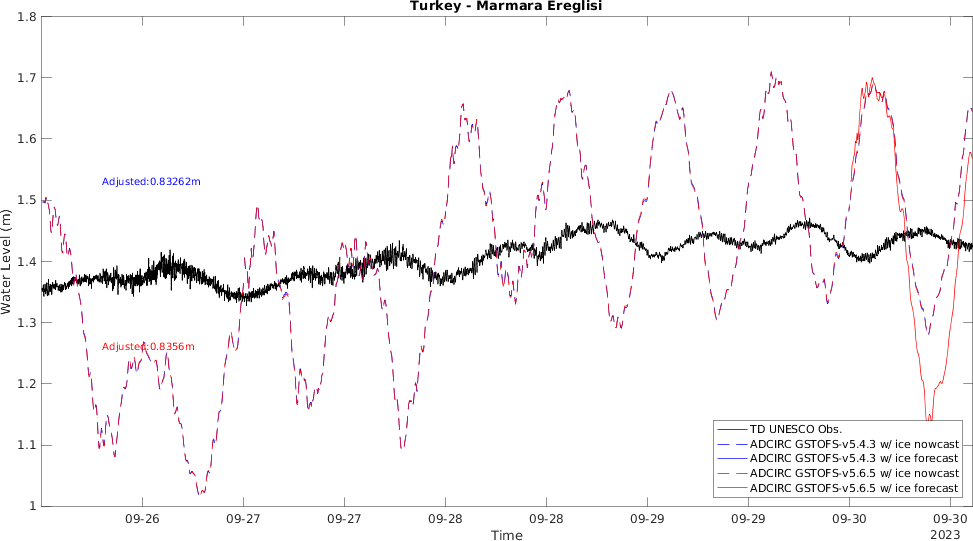 Turkey - Marmara Ereglisi
1.8
1.7
1.6
1.5
1.4
1.3
1.2
1.1
1
Water Level (m)
Adjusted:0.83262m
Adjusted:0.8356m
TD UNESCO Obs.
ADCIRC GSTOFS-v5.4.3 w/ ice nowcast
ADCIRC GSTOFS-v5.4.3 w/ ice forecast
ADCIRC GSTOFS-v5.6.5 w/ ice nowcast
ADCIRC GSTOFS-v5.6.5 w/ ice forecast
09-26 09-27 09-27 09-28 09-28 09-29 09-29 09-30 09-30
2023
Time